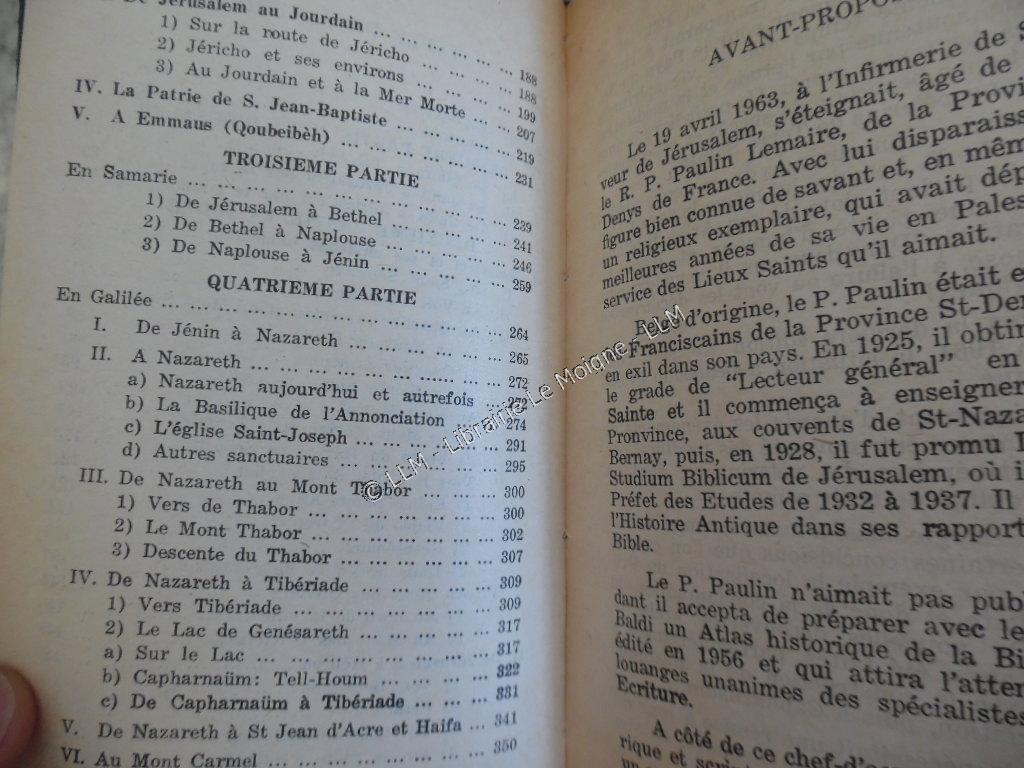 De Jérusalem au Jourdain ... ... ... ... ... ... 188
1) Sur la route de Jéricho ... ... ... ... 188
2) Jéricho et ses environs ... ... ... ... 199
3) Au Jourdain et à la Mer Morte ... ... 207
IV. La Patrie de S. Jean-Baptiste ... ... ... ... 219
V. A Emmaus (Qoubeibèh) ... ... ... ... ... ... 231
TROISIEME PARTIE
En Samarie ... ... ... ... ... ... ... ... ... 239
1) De Jérusalem à Bethel ... ... ... ... 241
2) De Bethel à Naplouse ... ... ... ... 246
3) De Naplouse à Jénin ... ... ... ... 259
QUATRIEME PARTIE
En Galilée ... ... ... ... ... ... ... ... ... 264
I. De Jénin à Nazareth ... ... ... ... ... 265
II. A Nazareth ... ... ... ... ... ... ... 272
a) Nazareth aujourd'hui et autrefois ... 272
b) La Basilique de l'Annonciation ... 274
c) L'église Saint-Joseph ... ... ... ... 291
d) Autres sanctuaires ... ... ... ... 295
III. De Nazareth au Mont Thabor ... ... ... 300
1) Vers de Thabor ... ... ... ... ... 300
2) Le Mont Thabor ... ... ... ... ... 302
3) Descente du Thabor ... ... ... ... 307
IV. De Nazareth à Tibériade ... ... ... ... 309
1) Vers Tibériade ... ... ... ... ... 309
2) Le Lac de Genésareth ... ... ... ... 317
a) Sur le Lac ... ... ... ... ... ... 317
b) Capharnaüm: Tell-Houm ... ... ... 322
c) De Capharnaüm à Tibériade ... ... 331
V. De Nazareth à St Jean d'Acre et Haifa ... 341
VI. Au Mont Carmel ... ... ... ... ... ... 350
AVANT-PROPOS
Le 19 avril 1963, à l'Infirmerie de S
veur de Jérusalem, s'éteignait, âgé de
le R. P. Paulin Lemaire, de la Provi
Denys de France. Avec lui disparaiss
figure bien connue de savant et, en mêm
un religieux exemplaire, qui avait dép
meilleures années de sa vie en Pales
service des Lieux Saints qu'il aimait.
Belge d'origine, le P. Paulin était e
Franciscains de la Province St-Den
en exil dans son pays. En 1925, il obtin
le grade de "Lecteur général" en
Sainte et il commença à enseigner
Pronvince, aux couvents de St-Naza
Bernay, puis, en 1928, il fut promu
Studium Biblicum de Jérusalem, où i
Préfet des Etudes de 1932 à 1937. Il
l'Histoire Antique dans ses rapport
Bible.
Le P. Paulin n'aimait pas pub
dant il accepta de préparer avec le
Baldi un Atlas historique de la Bi
édité en 1956 et qui attira l'atten
louanges unanimes des spécialistes
Ecriture.
A côté de ce chef-d'œ
rique et scri
© LLM - Librairie Le Moigne - LLM